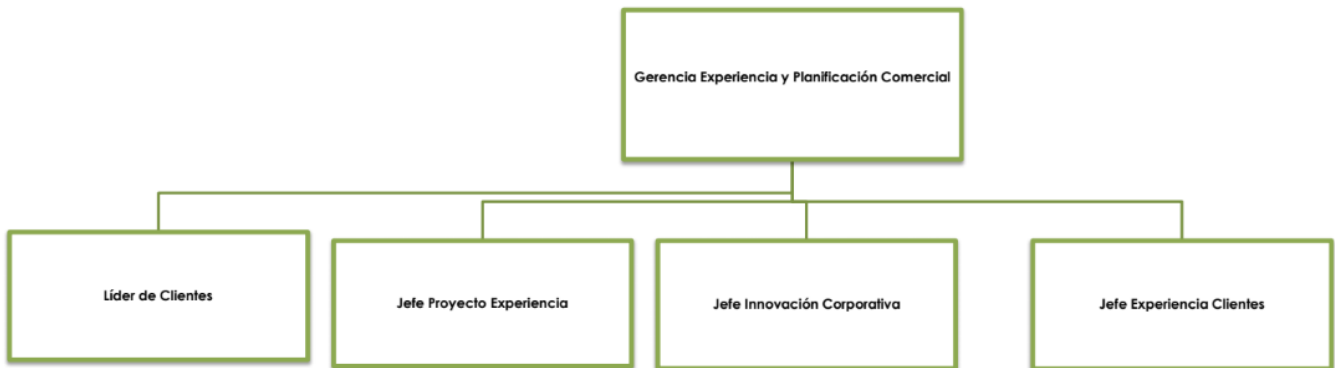 Gerencia Experiencia y Planificación Comercial
Líder de Clientes
Jefe Proyecto Experiencia
Jefe Innovación Corporativa
Jefe Experiencia Clientes